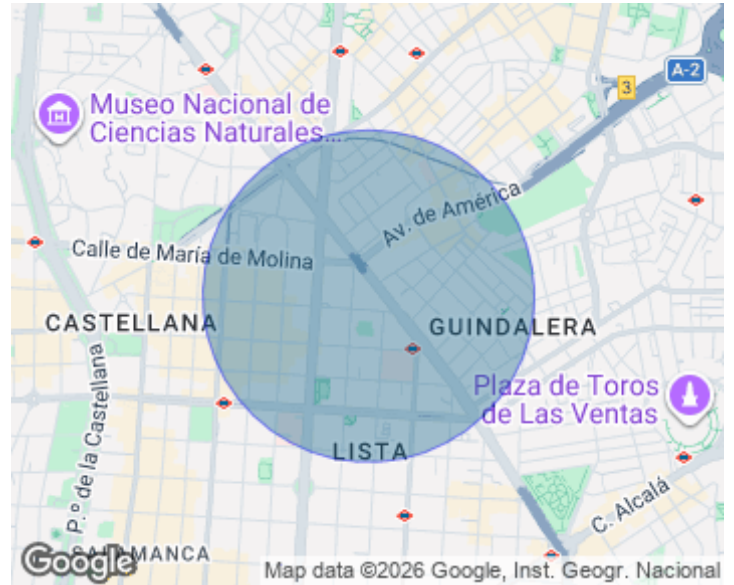 A-2
3
Museo Nacional de
Ciencias Naturales...
Av. de América
Calle de María de Molina
CASTELLANA
GUINDALERA
Plaza de Toros
de Las Ventas
P.º de la Castellana
LISTA
C. Alcalá
SALAMANCA
Google
Map data ©2026 Google, Inst. Geogr. Nacional